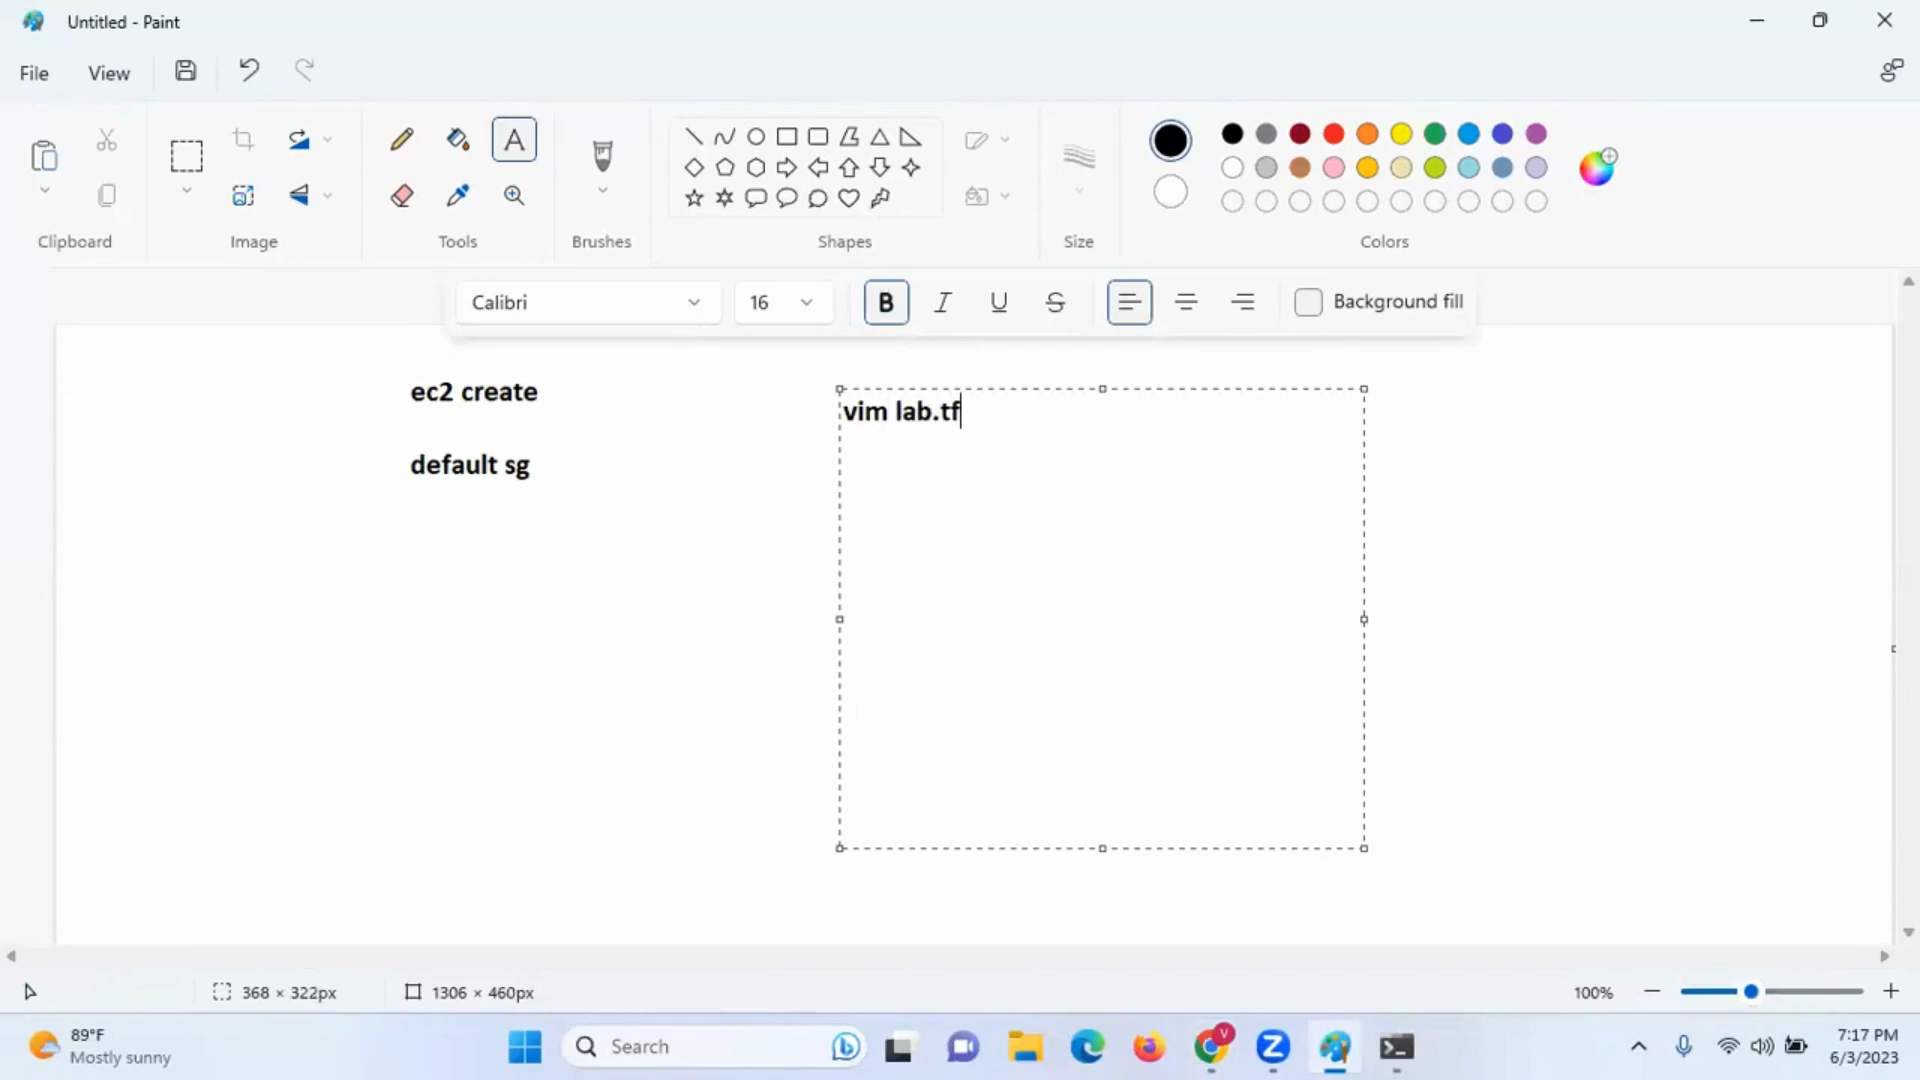 Untitled - Paint
File
View
Clipboard
Image
Tools
Brushes
Shapes
Size
Colors
Calibri
16
B
Background fill
ec2 create
default sg
vim lab.tf
368 × 322px
1306 × 460px
100%
89°F
Mostly sunny
Search
V
7:17 PM
6/3/2023